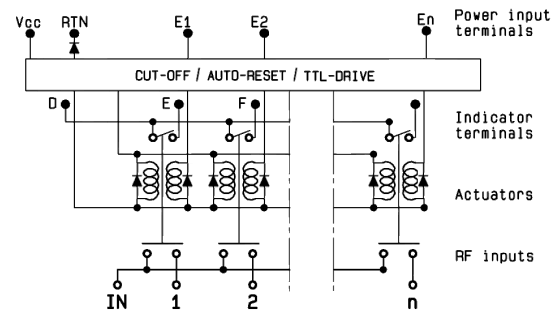 Vcc RTN E1 E2 En Power input
terminals
CUT-OFF / AUTO-RESET / TTL-DRIVE
D E F Indicator
terminals
Actuators
RF inputs
IN 1 2 n